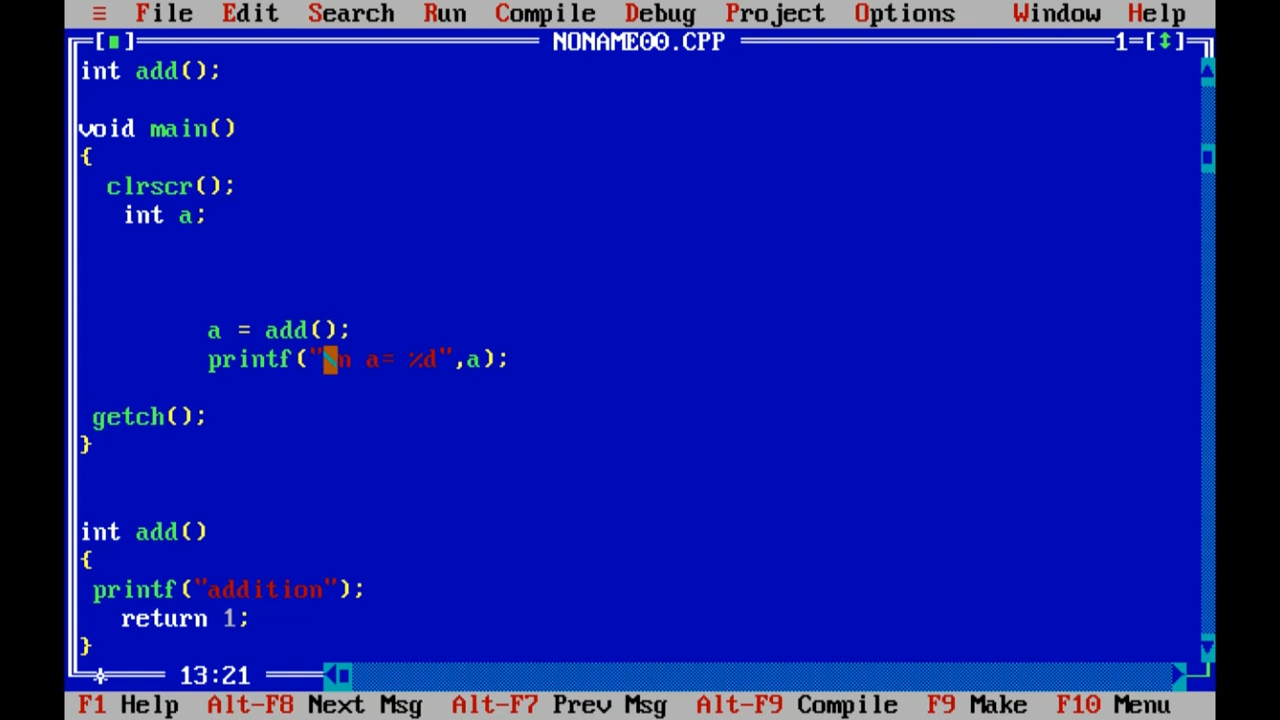 ≡ File Edit Search Run Compile Debug Project Options Window Help
[■] NONAME00.CPP 1=[↕]
int add();
void main()
{
clrscr();
int a;
a = add();
printf("\n a= %d",a);
getch();
}
int add()
{
printf("addition");
return 1;
}
13:21
F1 Help Alt-F8 Next Msg Alt-F7 Prev Msg Alt-F9 Compile F9 Make F10 Menu